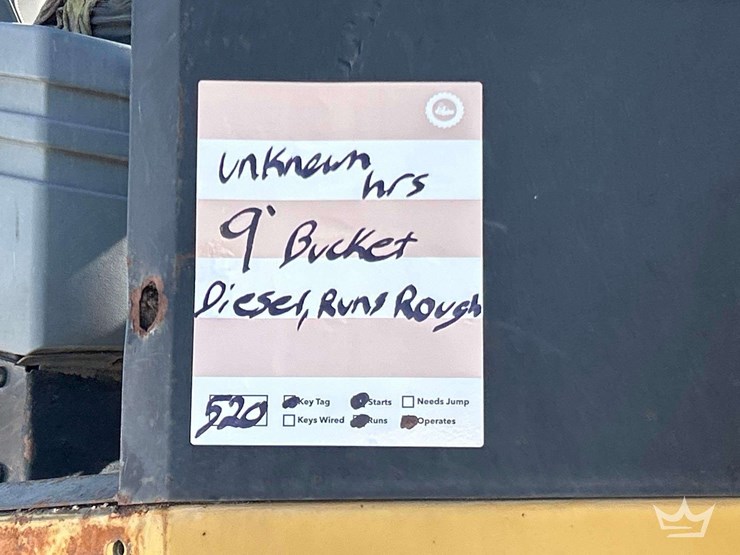 unknown
hrs
9' Bucket
Diesel, Runs Rough
520
Key Tag Starts Needs Jump
Keys Wired Runs Operates